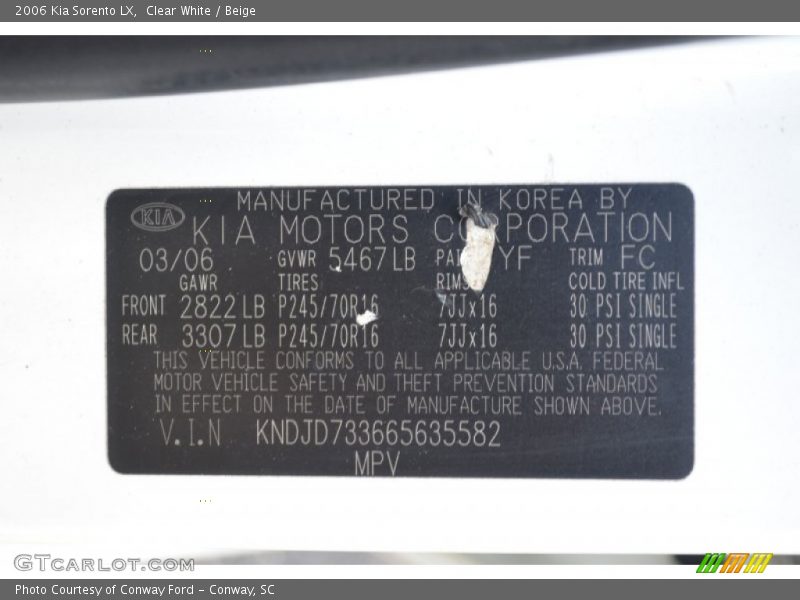 2006 Kia Sorento LX, Clear White / Beige
MANUFACTURED IN KOREA BY
KIA KIA MOTORS CORPORATION
03/06 GVWR 5467LB YF TRIM FC
GAWR TIRES RIMS COLD TIRE INFL
FRONT 2822LB P245/70R16 7JJx16 30 PSI SINGLE
REAR 3307LB P245/70R16 7JJx16 30 PSI SINGLE
THIS VEHICLE CONFORMS TO ALL APPLICABLE U.S.A. FEDERAL
MOTOR VEHICLE SAFETY AND THEFT PREVENTION STANDARDS
IN EFFECT ON THE DATE OF MANUFACTURE SHOWN ABOVE.
V.I.N KNDJD733665635582
MPV
GTCARLOT.COM
Photo Courtesy of Conway Ford - Conway, SC